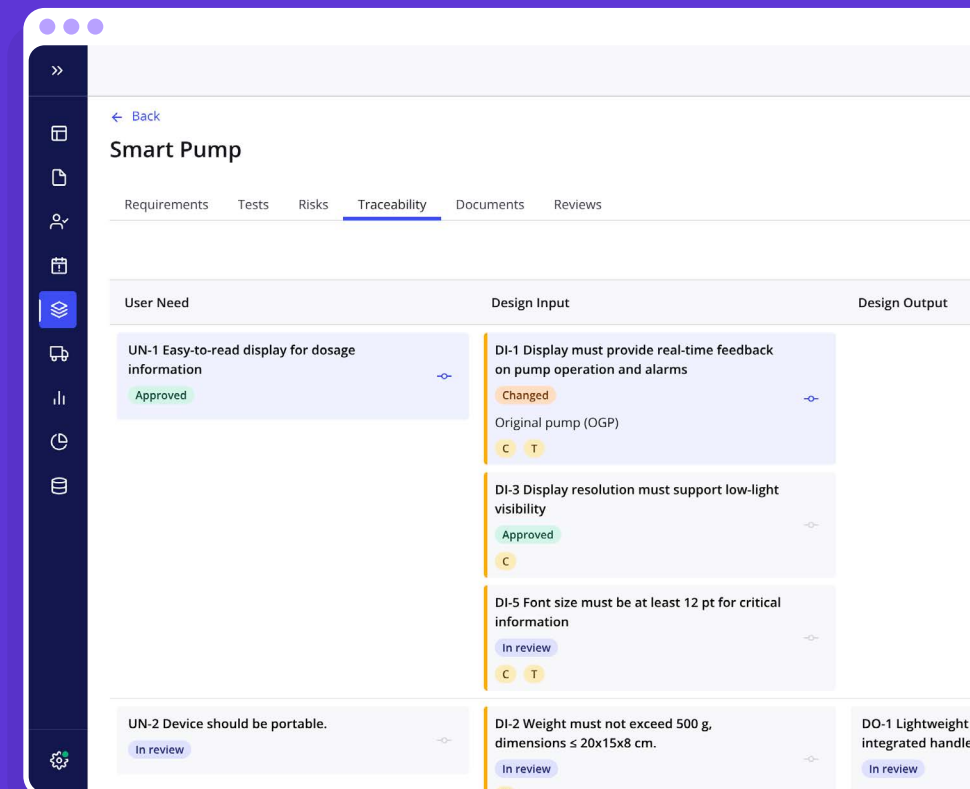 Back
Smart Pump
Requirements Tests Risks Traceability Documents Reviews
User Need Design Input Design Output
UN-1 Easy-to-read display for dosage
information
Approved
DI-1 Display must provide real-time feedback
on pump operation and alarms
Changed
Original pump (OGP)
C T
DI-3 Display resolution must support low-light
visibility
Approved
C
DI-5 Font size must be at least 12 pt for critical
information
In review
C T
UN-2 Device should be portable.
In review
DI-2 Weight must not exceed 500 g,
dimensions ≤ 20x15x8 cm.
In review
DO-1 Lightweight
integrated handle
In review